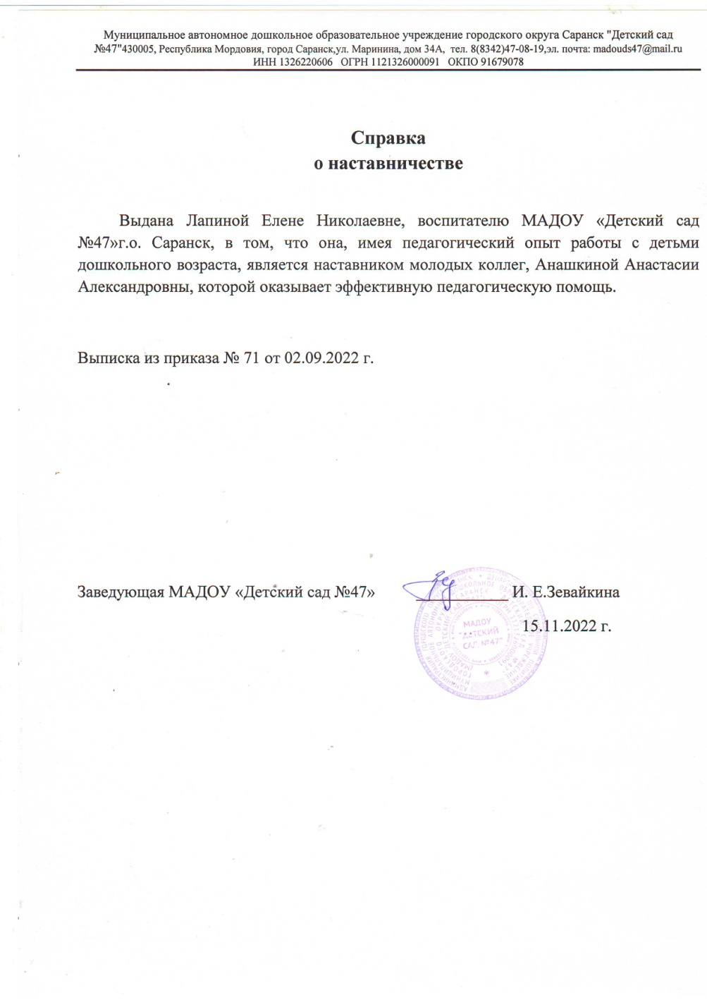 Муниципальное автономное дошкольное образовательное учреждение городского округа Саранск "Детский сад
№47"430005, Республика Мордовия, город Саранск,ул. Маринина, дом 34А, тел. 8(8342)47-08-19,эл. почта: madouds47@mail.ru
ИНН 1326220606 ОГРН 1121326000091 ОКПО 91679078
Справка
о наставничестве
Выдана Лапиной Елене Николаевне, воспитателю МАДОУ «Детский сад
№47»г.о. Саранск, в том, что она, имея педагогический опыт работы с детьми
дошкольного возраста, является наставником молодых коллег, Анашкиной Анастасии
Александровны, которой оказывает эффективную педагогическую помощь.
Выписка из приказа № 71 от 02.09.2022 г.
Заведующая МАДОУ «Детский сад №47» И. Е.Зевайкина
15.11.2022 г.
МАДОУ
"ДЕТСКИЙ
САД №47"